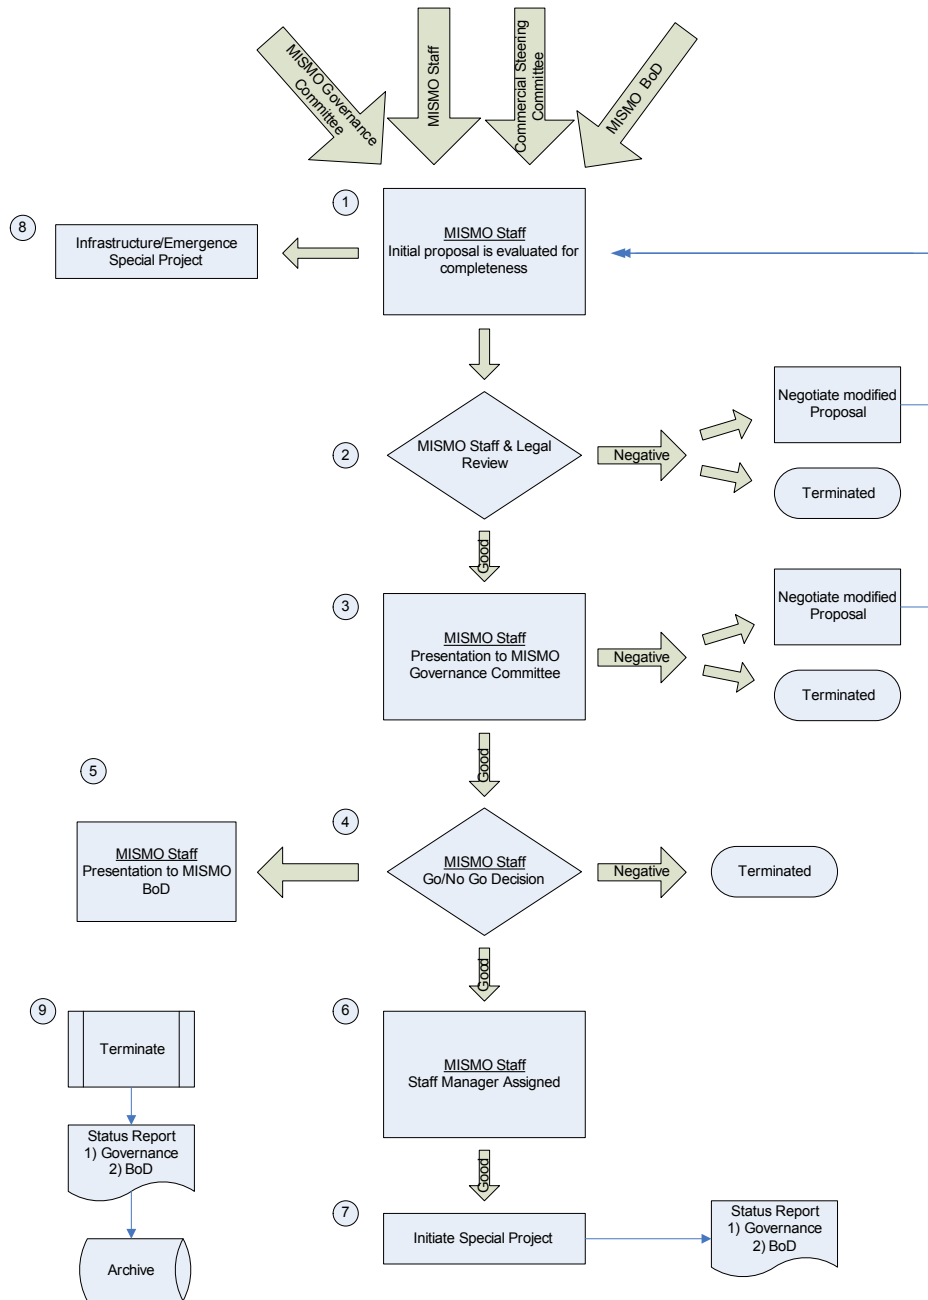 MISMO Governance
Committee
MISMO Staff
Commercial Steering
Committee
MISMO BoD
1
8
MISMO Staff
Initial proposal is evaluated for
completeness
Infrastructure/Emergence
Special Project
2
MISMO Staff & Legal
Review
Negative
Negotiate modified
Proposal
Terminated
Good
3
MISMO Staff
Presentation to MISMO
Governance Committee
Negative
Negotiate modified
Proposal
Terminated
Good
5
4
MISMO Staff
Presentation to MISMO
BoD
MISMO Staff
Go/No Go Decision
Negative
Terminated
Good
9
6
Terminate
MISMO Staff
Staff Manager Assigned
Status Report
1) Governance
2) BoD
Good
7
Archive
Initiate Special Project
Status Report
1) Governance
2) BoD